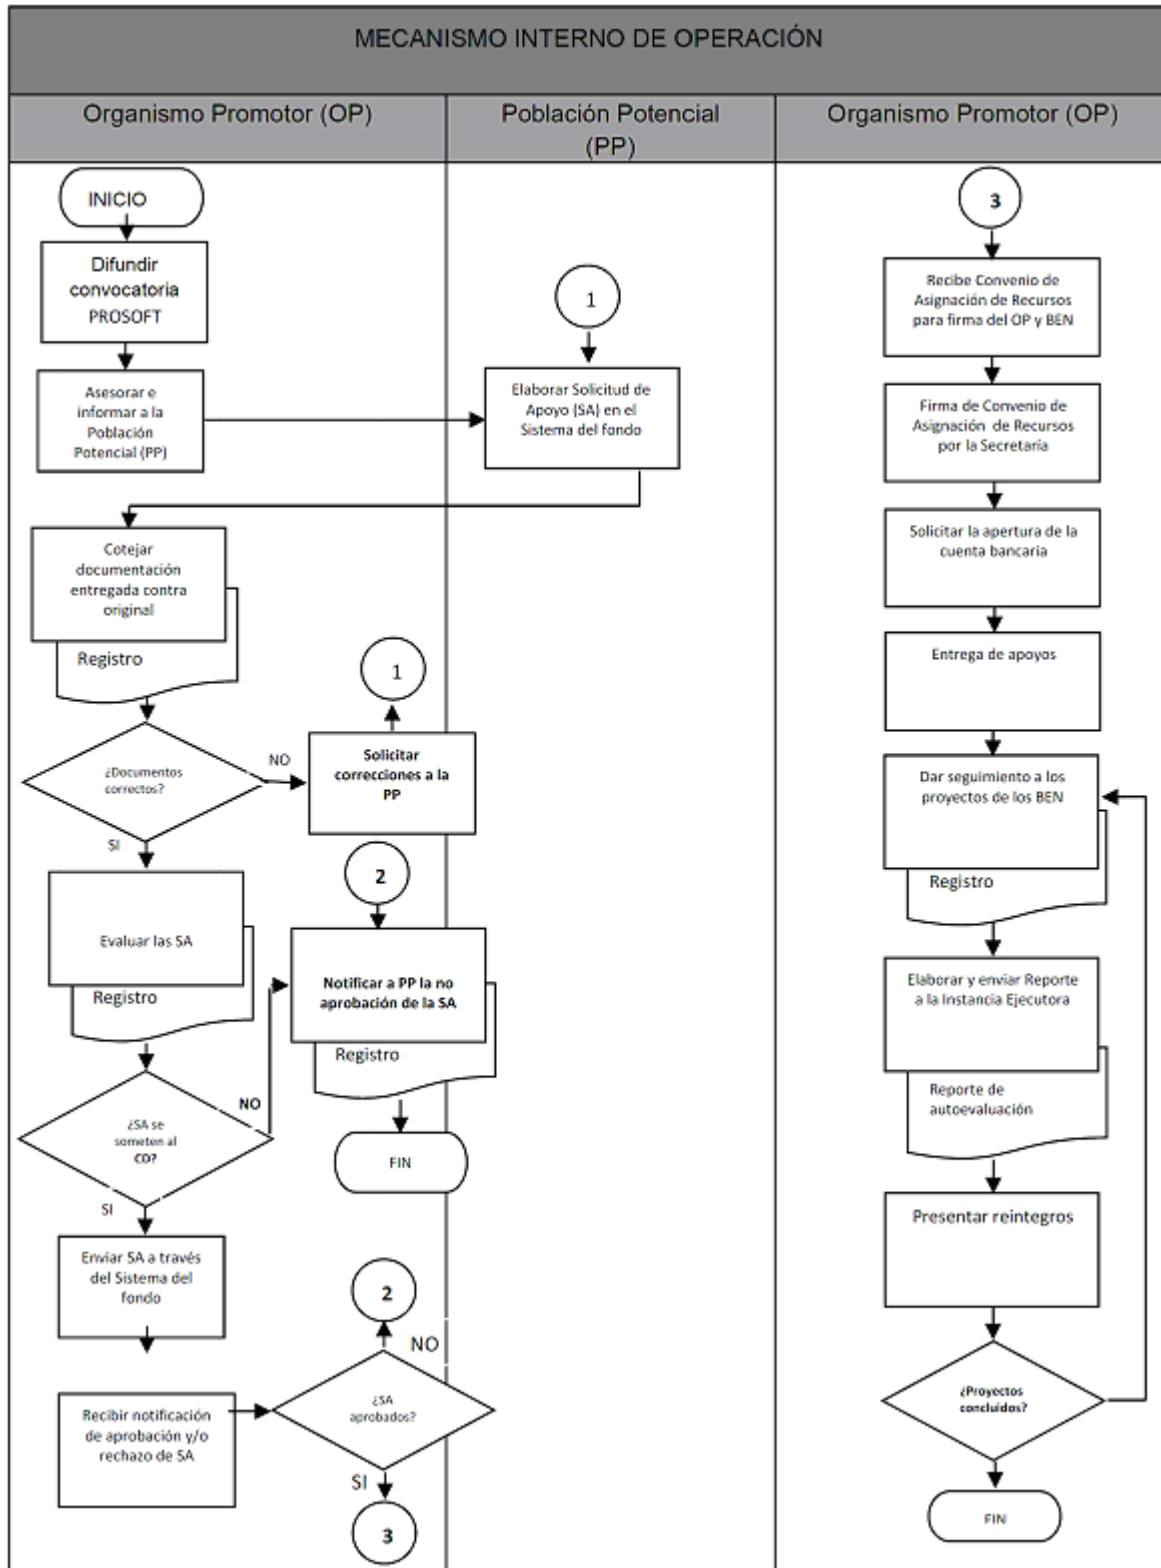 MECANISMO INTERNO DE OPERACIÓN
Organismo Promotor (OP)
Población Potencial
(PP)
Organismo Promotor (OP)
INICIO
Difundir
convocatoria
PROSOFT
Asesorar e
informar a la
Población
Potencial (PP)
1
Elaborar Solicitud de
Apoyo (SA) en el
Sistema del fondo
Cotejar
documentación
entregada contra
original
Registro
¿Documentos
correctos?
NO
SI
1
Solicitar
correcciones a la
PP
Evaluar las SA
Registro
2
Notificar a PP la no
aprobación de la SA
Registro
FIN
¿SA se
someten al
CD?
NO
SI
Enviar SA a través
del Sistema del
fondo
Recibir notificación
de aprobación y/o
rechazo de SA
2
NO
¿SA
aprobados?
SI
3
3
Recibe Convenio de
Asignación de Recursos
para firma del OP y BEN
Firma de Convenio de
Asignación de Recursos
por la Secretaría
Solicitar la apertura de la
cuenta bancaria
Entrega de apoyos
Dar seguimiento a los
proyectos de los BEN
Registro
Elaborar y enviar Reporte
a la Instancia Ejecutora
Reporte de
autoevaluación
Presentar reintegros
¿Proyectos
concluidos?
FIN